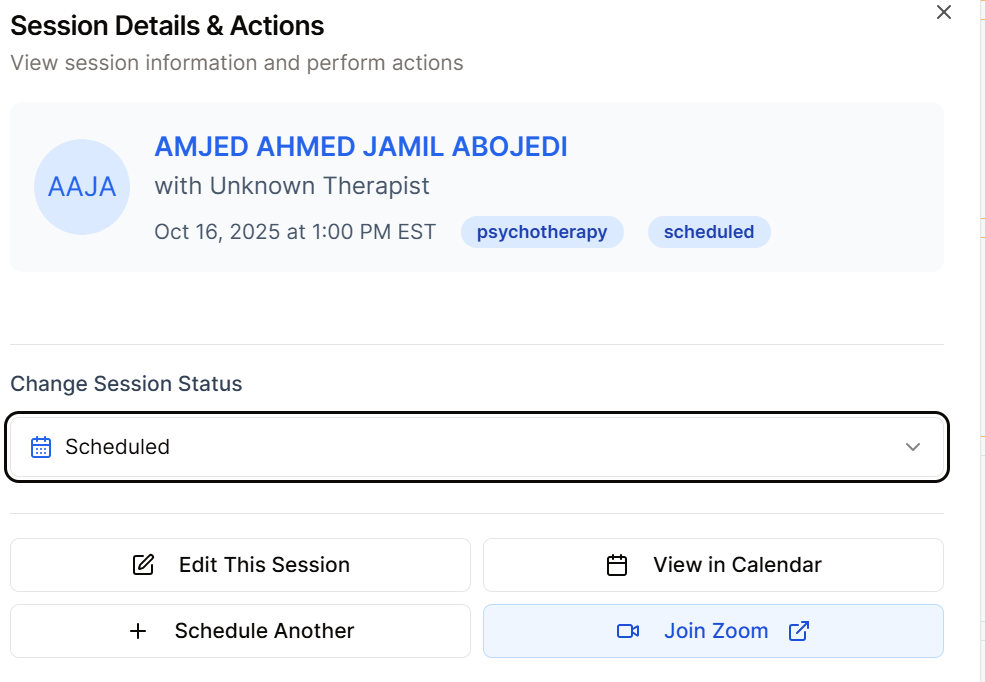 Session Details & Actions
View session information and perform actions
AAJA
AMJED AHMED JAMIL ABOJEDI
with Unknown Therapist
Oct 16, 2025 at 1:00 PM EST
psychotherapy
scheduled
Change Session Status
Scheduled
Edit This Session
View in Calendar
Schedule Another
Join Zoom